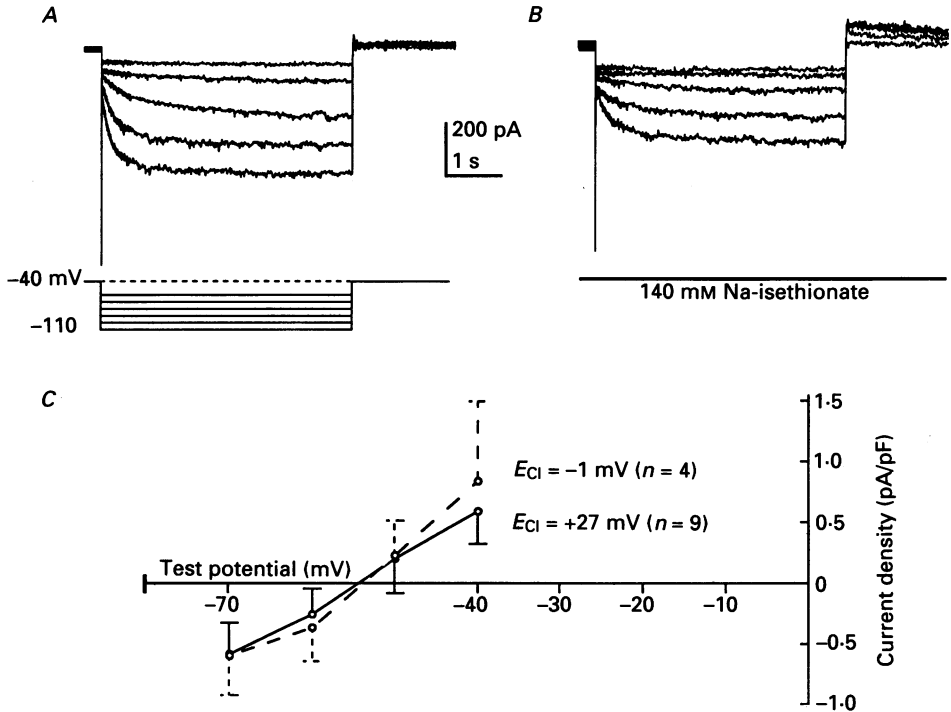 A
B
200 pA
1 s
−40 mV
−110
140 mM Na-isethionate
C
1·5
1·0
0·5
0
−0·5
−1·0
Current density (pA/pF)
ECl = −1 mV (n = 4)
ECl = +27 mV (n = 9)
Test potential (mV)
−70
−40
−30
−20
−10